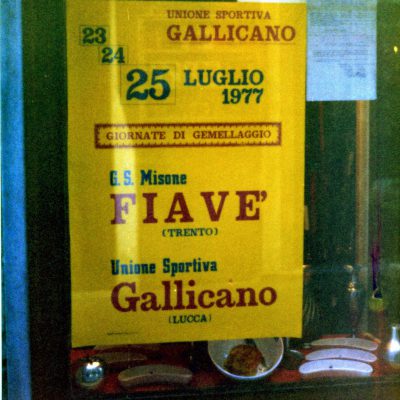 UNIONE SPORTIVA
GALLICANO
23
24
25 LUGLIO
1977
GIORNATE DI GEMELLAGGIO
G.S. Misone
FIAVE'
(TRENTO)
Unione Sportiva
Gallicano
(LUCCA)